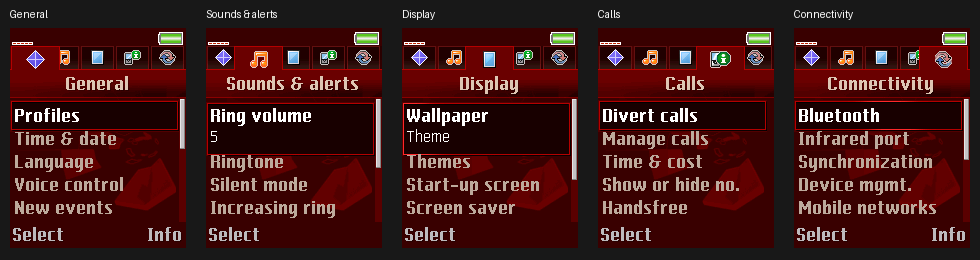 General
General
Profiles
Time & date
Language
Voice control
New events
Select Info
Sounds & alerts
Sounds & alerts
Ring volume
5
Ringtone
Silent mode
Increasing ring
Select
Display
Display
Wallpaper
Theme
Themes
Start-up screen
Screen saver
Select
Calls
Calls
Divert calls
Manage calls
Time & cost
Show or hide no.
Handsfree
Select
Connectivity
Connectivity
Bluetooth
Infrared port
Synchronization
Device mgmt.
Mobile networks
Select Info